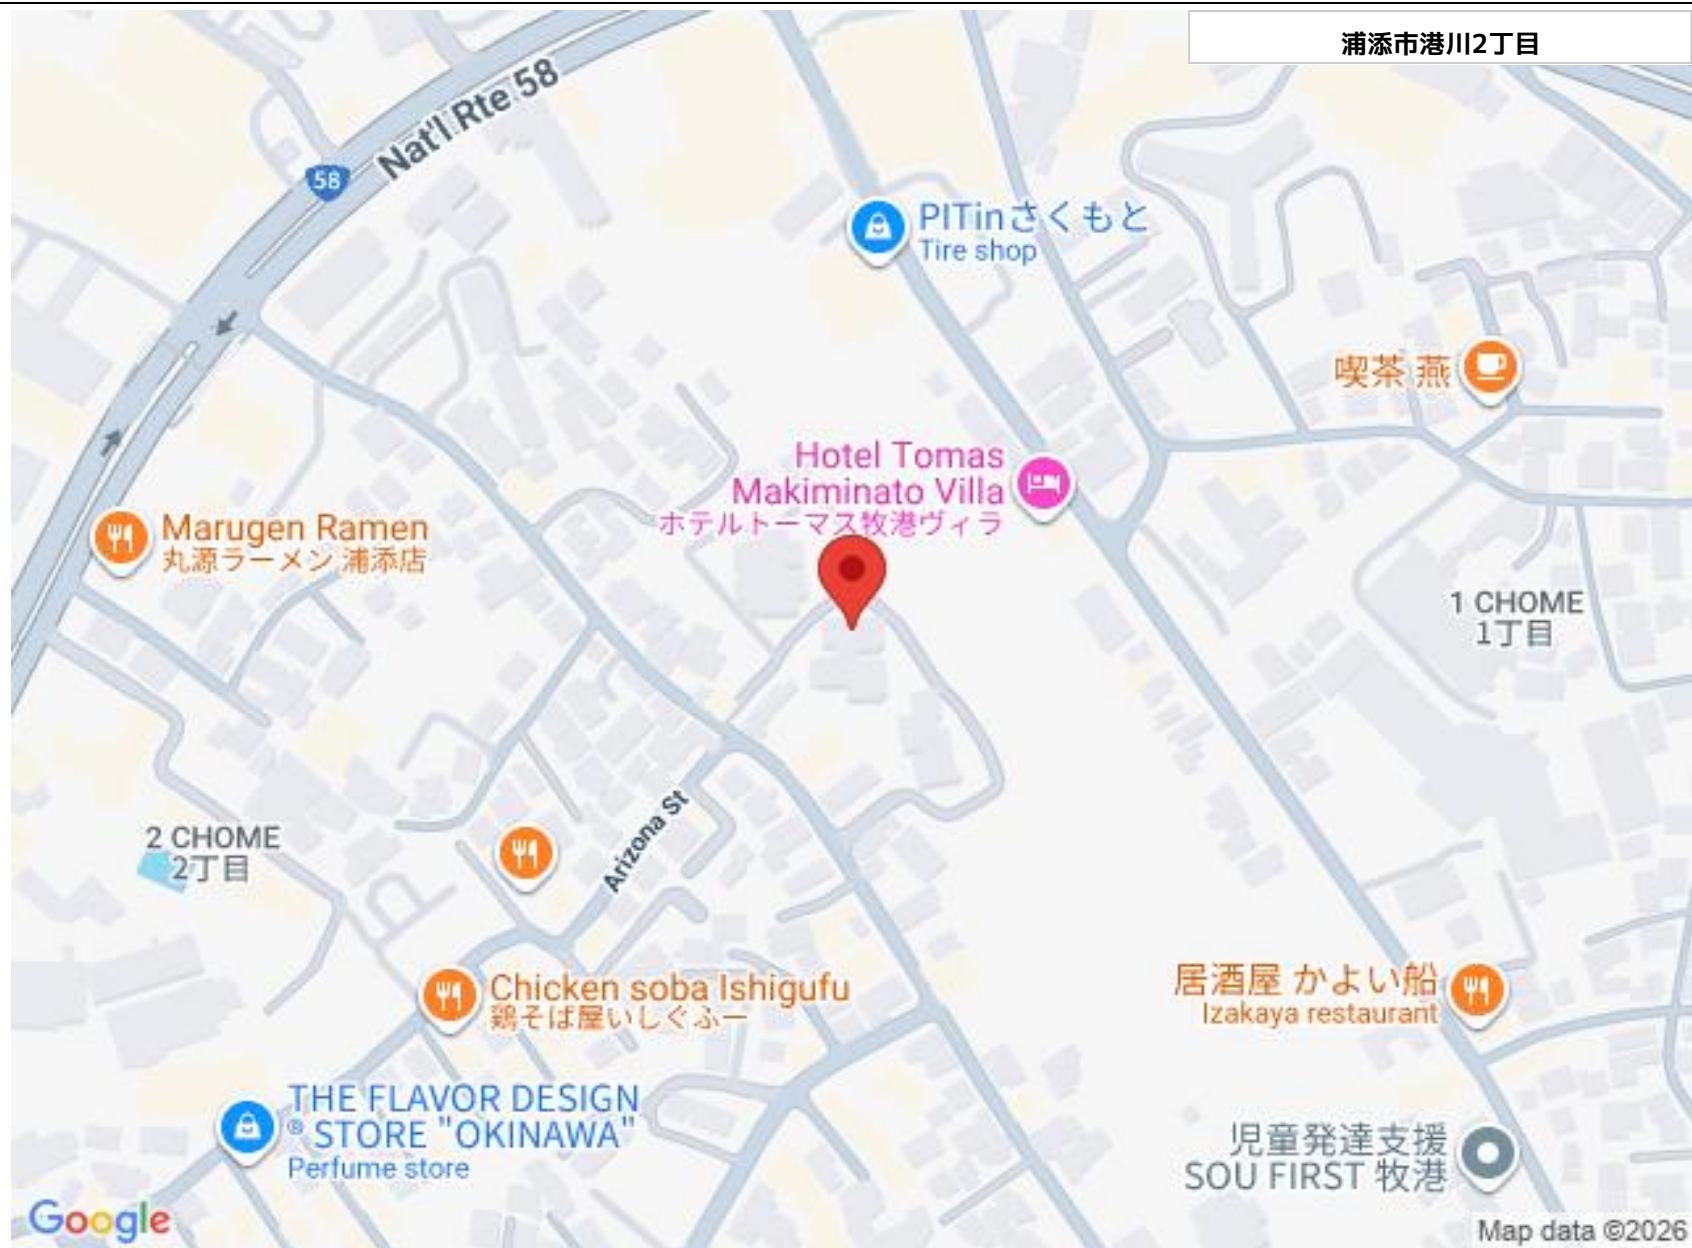 浦添市港川2丁目
Nat'l Rte 58
58
PITinさくもと
Tire shop
喫茶 燕
Hotel Tomas
Makiminato Villa
ホテルトーマス牧港ヴィラ
Marugen Ramen
丸源ラーメン 浦添店
1 CHOME
1丁目
Arizona St
2 CHOME
2丁目
Chicken soba Ishigufu
鶏そば屋いしぐふー
居酒屋 かよい船
Izakaya restaurant
THE FLAVOR DESIGN
® STORE "OKINAWA"
Perfume store
児童発達支援
SOU FIRST 牧港
Google
Map data ©2026